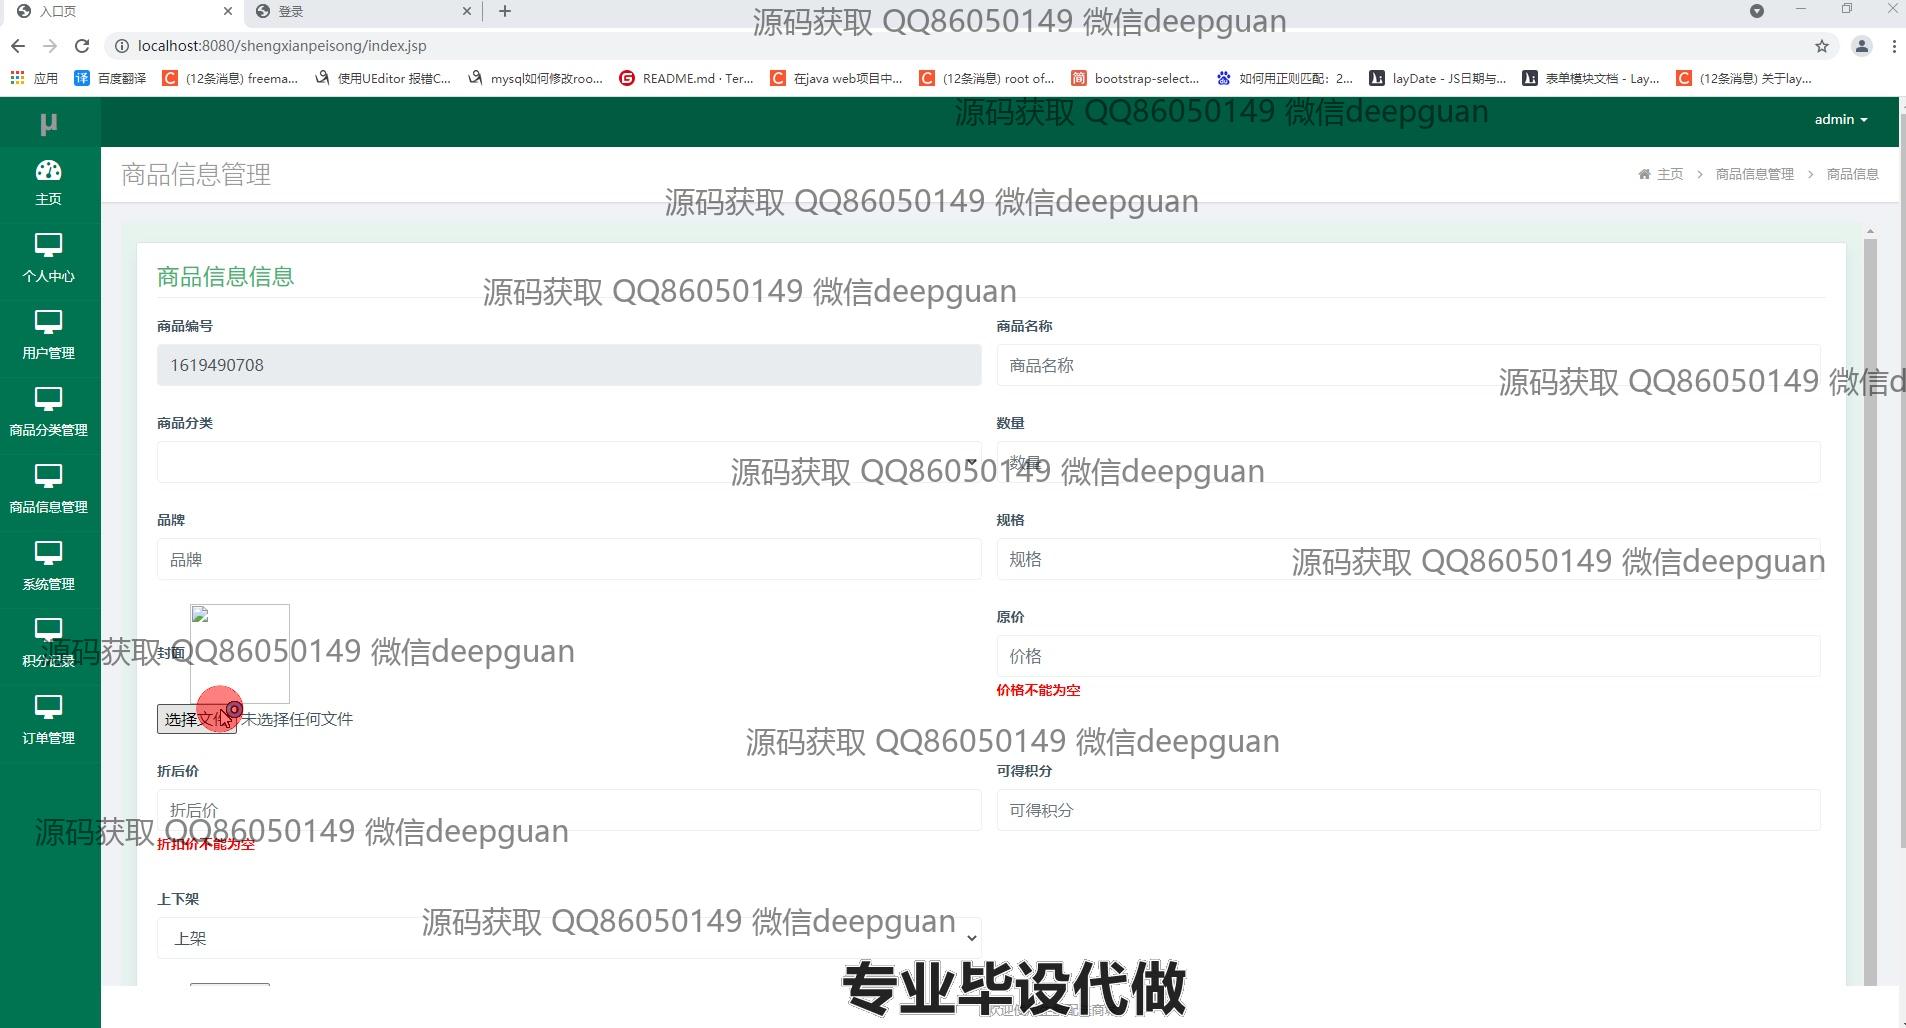 入口页
登录
源码获取 QQ86050149 微信deepguan
localhost:8080/shengxianpeisong/index.jsp
应用 百度翻译 (12条消息) freema... 使用UEditor 报错C... mysql如何修改roo... README.md · Ter... 在java web项目中... (12条消息) root of... bootstrap-select... 如何用正则匹配：2... layDate - JS日期与... 表单模块文档 - Lay... (12条消息) 关于lay...
μ
源码获取 QQ86050149 微信deepguan
admin
商品信息管理
主页 > 商品信息管理 > 商品信息
主页
源码获取 QQ86050149 微信deepguan
个人中心
用户管理
商品分类管理
商品信息管理
系统管理
积分记录
订单管理
商品信息信息
源码获取 QQ86050149 微信deepguan
商品编号
1619490708
商品名称
商品名称
源码获取 QQ86050149 微信d
商品分类
数量
数量
源码获取 QQ86050149 微信deepguan
品牌
品牌
规格
规格
源码获取 QQ86050149 微信deepguan
封面
源码获取 QQ86050149 微信deepguan
选择文件 未选择任何文件
原价
价格
价格不能为空
源码获取 QQ86050149 微信deepguan
折后价
折后价
折扣价不能为空
可得积分
可得积分
源码获取 QQ86050149 微信deepguan
上下架
上架
源码获取 QQ86050149 微信deepguan
专业毕设代做